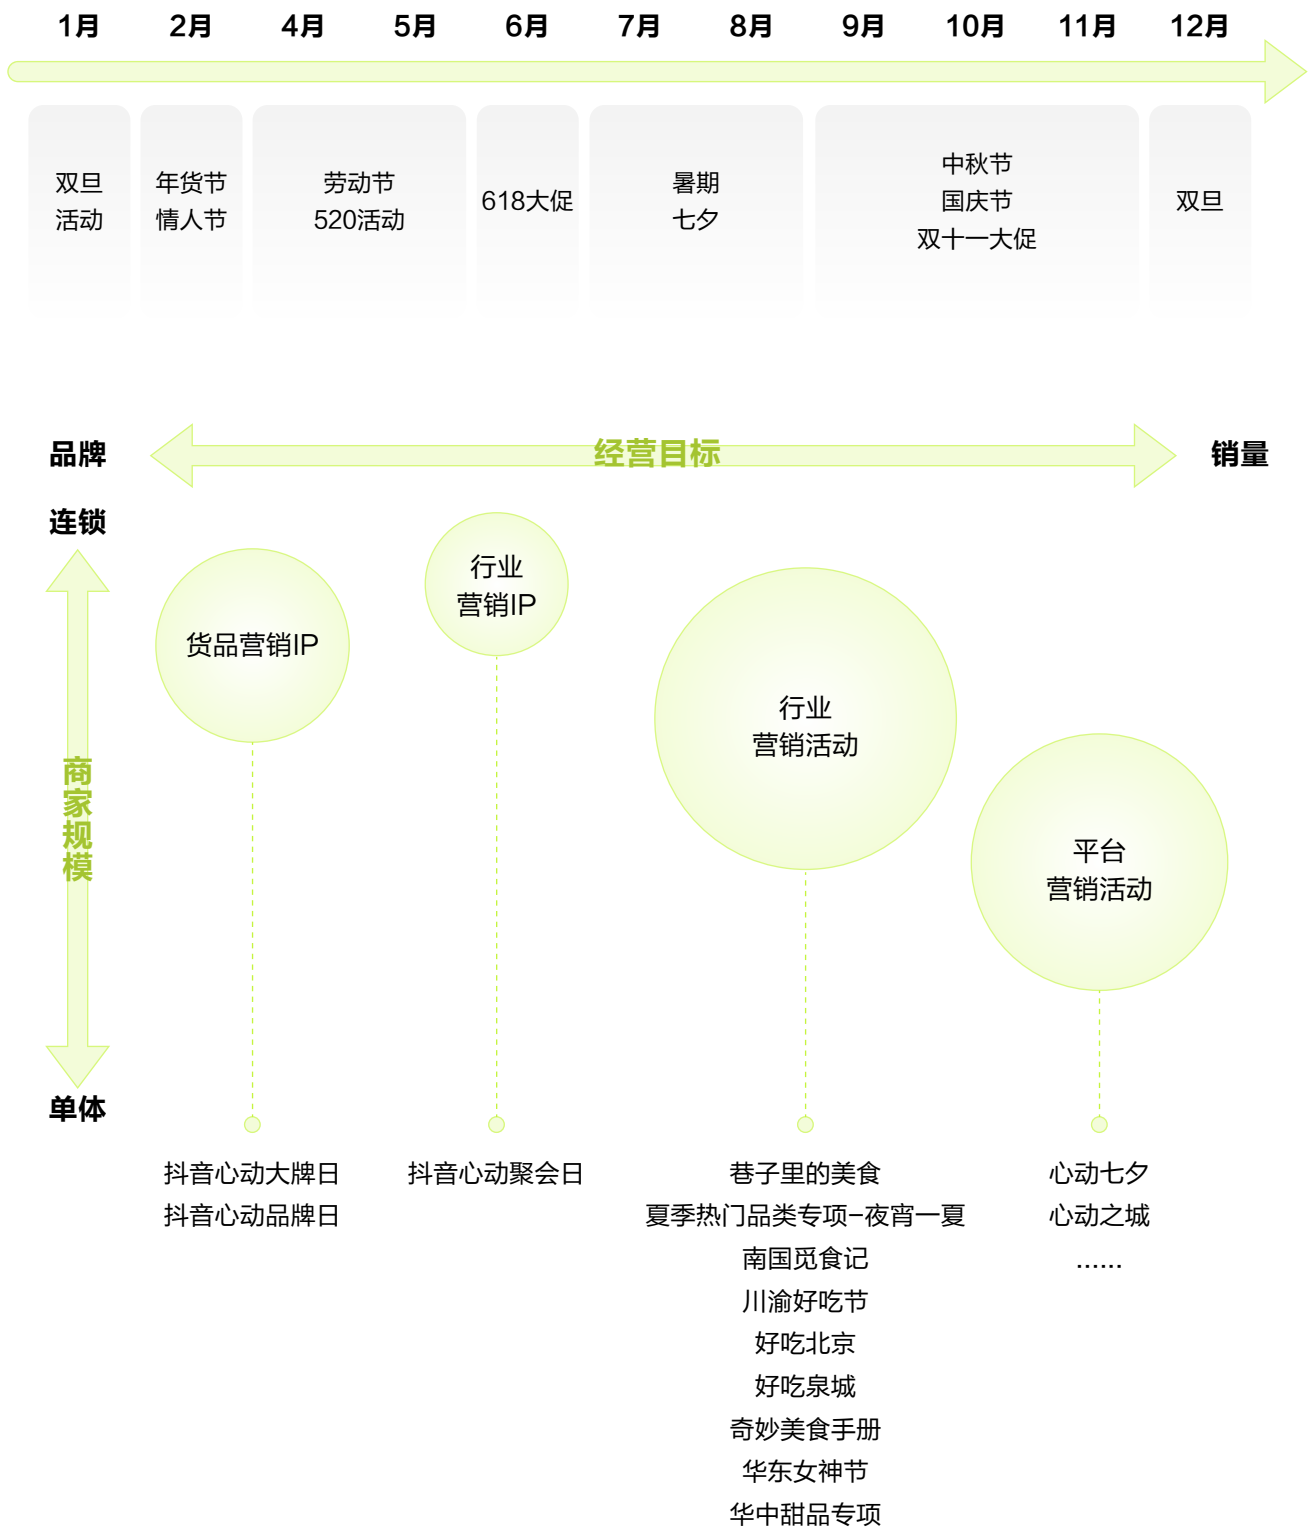 1月 2月 4月 5月 6月 7月 8月 9月 10月 11月 12月
双旦
活动
年货节
情人节
劳动节
520活动
618大促
暑期
七夕
中秋节
国庆节
双十一大促
双旦
品牌
经营目标
销量
连锁
商家规模
单体
货品营销IP
行业
营销IP
行业
营销活动
平台
营销活动
抖音心动大牌日
抖音心动品牌日
抖音心动聚会日
巷子里的美食
夏季热门品类专项-夜宵一夏
南国觅食记
川渝好吃节
好吃北京
好吃泉城
奇妙美食手册
华东女神节
华中甜品专项
心动七夕
心动之城
......